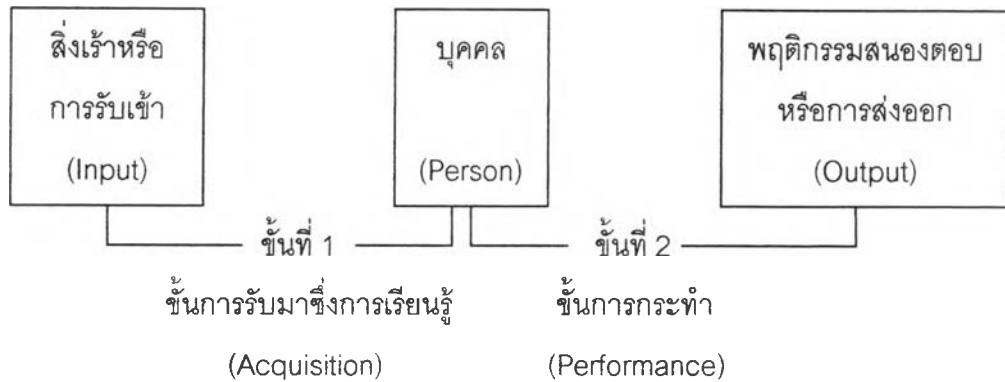 สิ่งเร้าหรือ
การรับเข้า
(Input)
บุคคล
(Person)
พฤติกรรมสนองตอบ
หรือการส่งออก
(Output)
ขั้นที่ 1
ขั้นที่ 2
ขั้นการรับมาซึ่งการเรียนรู้
(Acquisition)
ขั้นการกระทำ
(Performance)